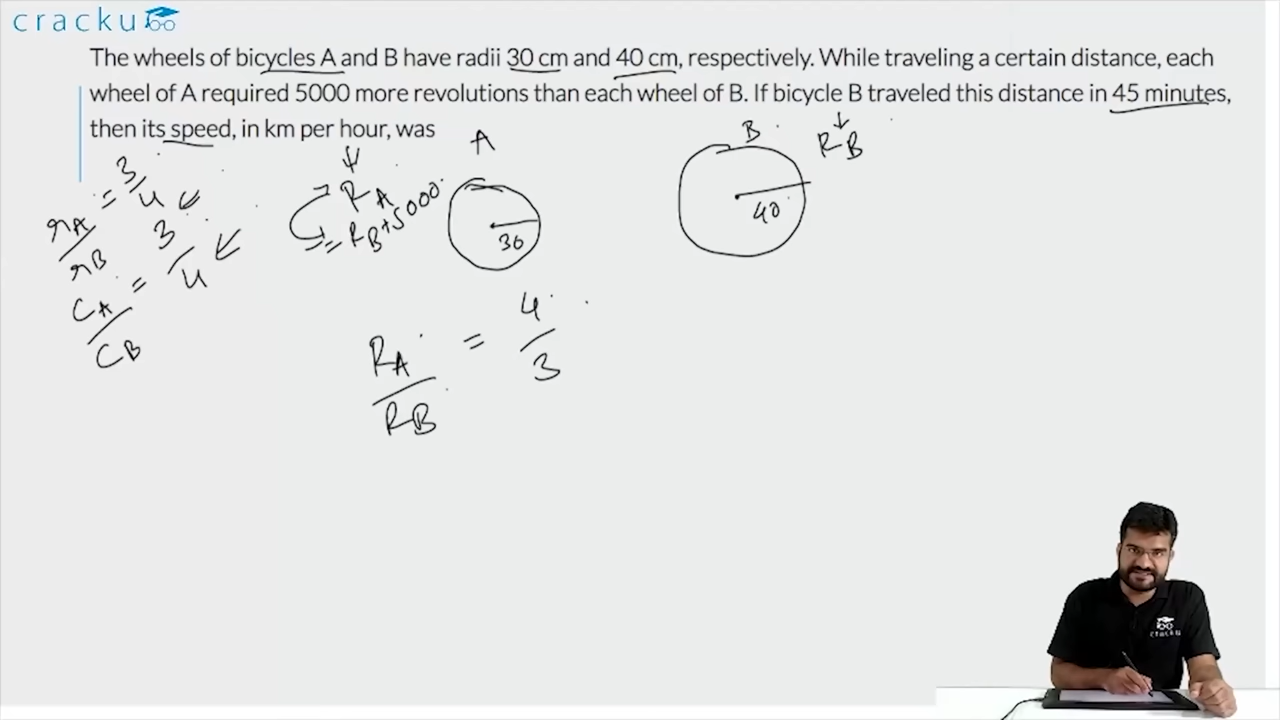 cracku
The wheels of bicycles A and B have radii 30 cm and 40 cm, respectively. While traveling a certain distance, each
wheel of A required 5000 more revolutions than each wheel of B. If bicycle B traveled this distance in 45 minutes,
then its speed, in km per hour, was
A
B
R_B
r_A/r_B = 3/4
R_A
= R_B+5000
30
40
C_A/C_B = 3/4
R_A/R_B = 4/3
cracku